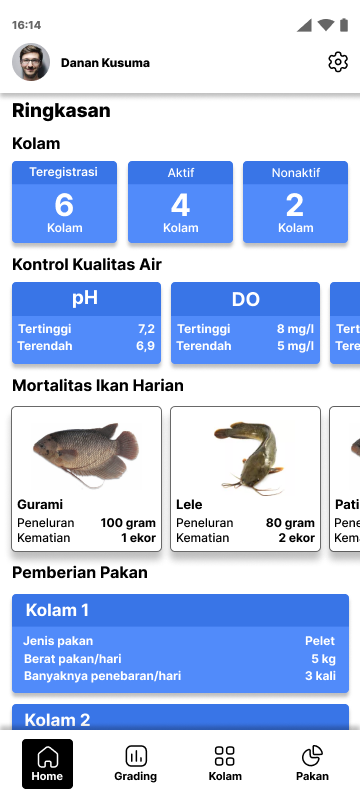 16:14
Danan Kusuma
Ringkasan
Kolam
Teregistrasi Aktif Nonaktif
6 4 2
Kolam Kolam Kolam
Kontrol Kualitas Air
pH DO
Tertinggi 7,2 Tertinggi 8 mg/l Tert
Terendah 6,9 Terendah 5 mg/l Tere
Mortalitas Ikan Harian
Gurami Lele Pati
Peneluran 100 gram Peneluran 80 gram Pene
Kematian 1 ekor Kematian 2 ekor Kema
Pemberian Pakan
Kolam 1
Jenis pakan Pelet
Berat pakan/hari 5 kg
Banyaknya penebaran/hari 3 kali
Kolam 2
Home Grading Kolam Pakan